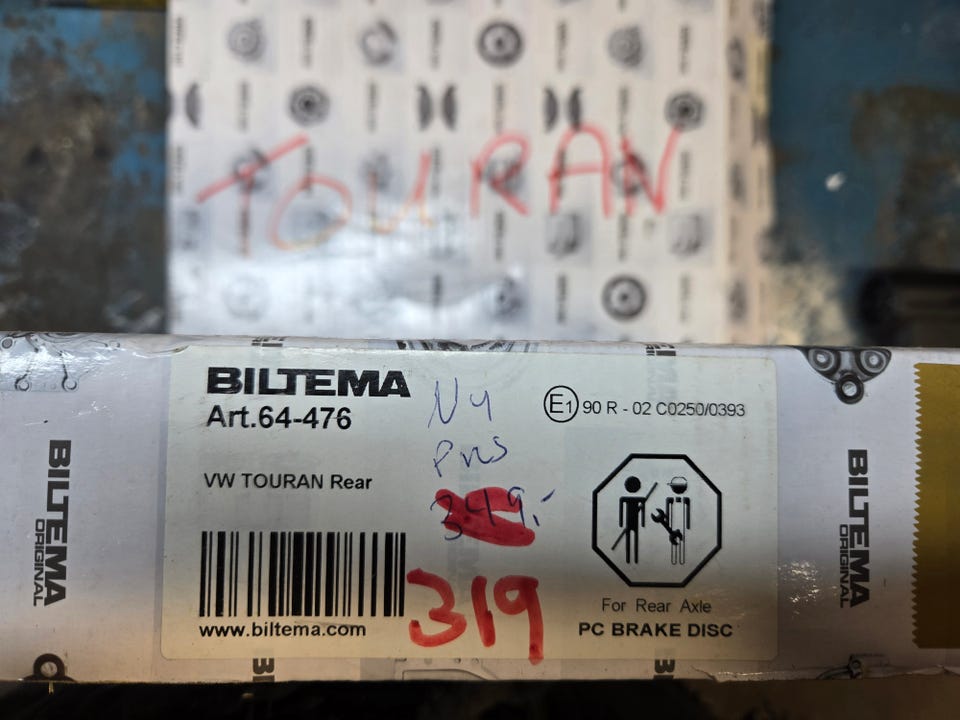 TOURAN
BILTEMA
Art.64-476
Ny
Pris
349:-
E1 90 R - 02 C0250/0393
VW TOURAN Rear
www.biltema.com
319
For Rear Axle
PC BRAKE DISC
BILTEMA
ORIGINAL
BILTEMA
ORIGINAL